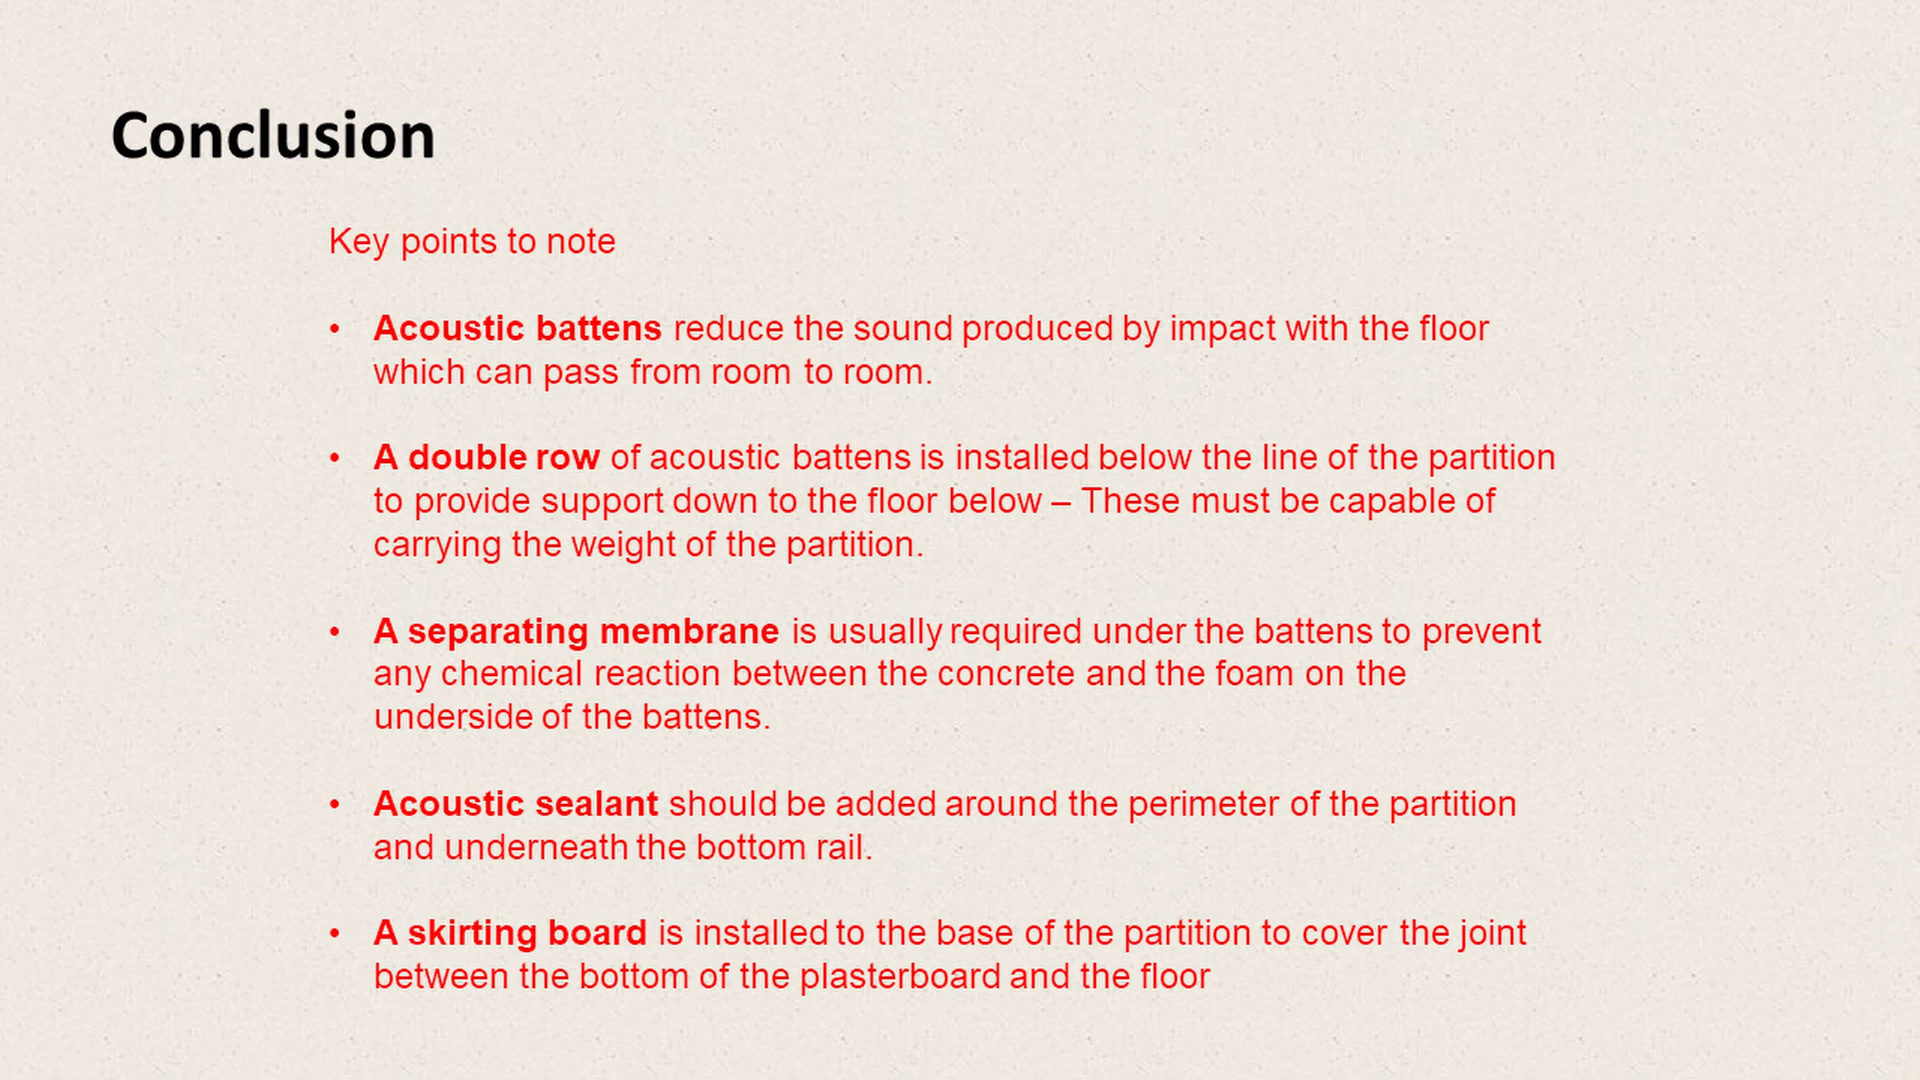 Conclusion
Key points to note
• Acoustic battens reduce the sound produced by impact with the floor
which can pass from room to room.
• A double row of acoustic battens is installed below the line of the partition
to provide support down to the floor below – These must be capable of
carrying the weight of the partition.
• A separating membrane is usually required under the battens to prevent
any chemical reaction between the concrete and the foam on the
underside of the battens.
• Acoustic sealant should be added around the perimeter of the partition
and underneath the bottom rail.
• A skirting board is installed to the base of the partition to cover the joint
between the bottom of the plasterboard and the floor